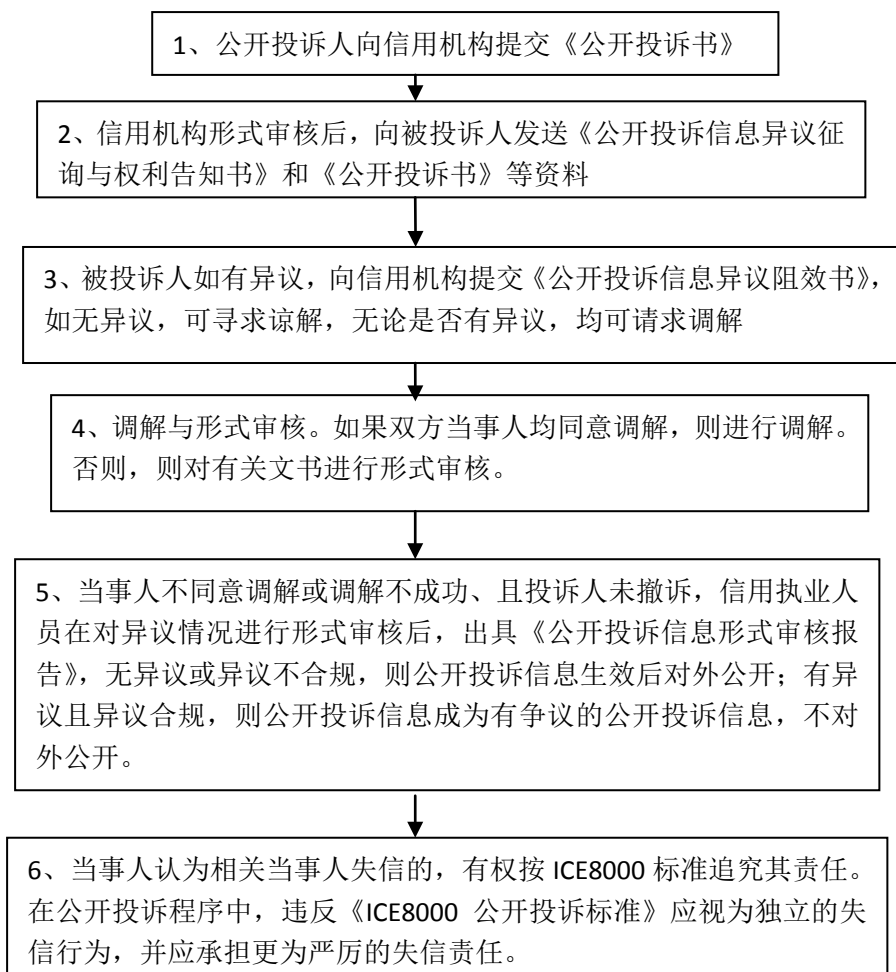 1、公开投诉人向信用机构提交《公开投诉书》
2、信用机构形式审核后，向被投诉人发送《公开投诉信息异议征
询与权利告知书》和《公开投诉书》等资料
3、被投诉人如有异议，向信用机构提交《公开投诉信息异议阻效书》，
如无异议，可寻求谅解，无论是否有异议，均可请求调解
4、调解与形式审核。如果双方当事人均同意调解，则进行调解。
否则，则对有关文书进行形式审核。
5、当事人不同意调解或调解不成功、且投诉人未撤诉，信用执业人
员在对异议情况进行形式审核后，出具《公开投诉信息形式审核报
告》，无异议或异议不合规，则公开投诉信息生效后对外公开；有异
议且异议合规，则公开投诉信息成为有争议的公开投诉信息，不对
外公开。
6、当事人认为相关当事人失信的，有权按 ICE8000 标准追究其责任。
在公开投诉程序中，违反《ICE8000 公开投诉标准》应视为独立的失
信行为，并应承担更为严厉的失信责任。